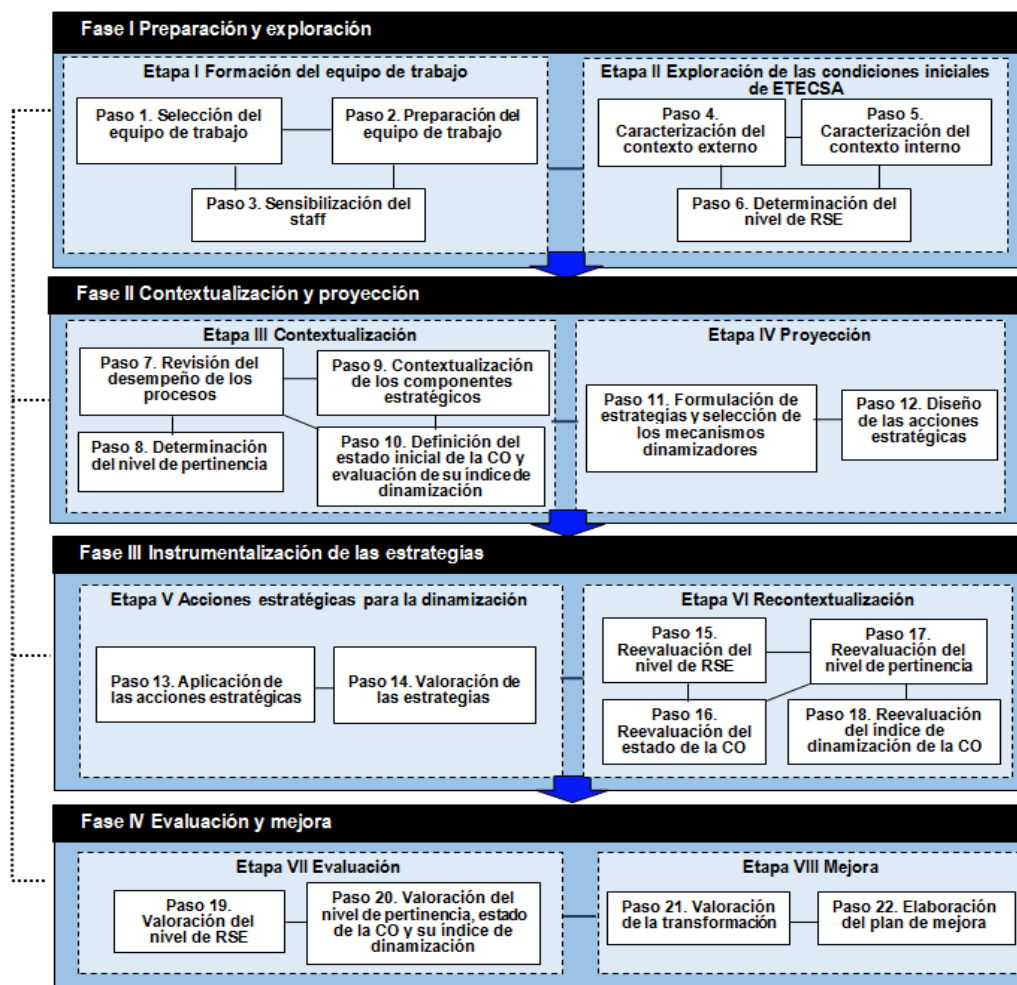 Fase I Preparación y exploración
Etapa I Formación del equipo de trabajo
Paso 1. Selección del
equipo de trabajo
Paso 2. Preparación del
equipo de trabajo
Paso 3. Sensibilización del
staff
Etapa II Exploración de las condiciones iniciales
de ETECSA
Paso 4.
Caracterización del
contexto externo
Paso 5.
Caracterización del
contexto interno
Paso 6. Determinación del
nivel de RSE
Fase II Contextualización y proyección
Etapa III Contextualización
Paso 7. Revisión del
desempeño de los
procesos
Paso 9. Contextualización
de los componentes
estratégicos
Paso 8. Determinación
del nivel de pertinencia
Paso 10. Definición del
estado inicial de la CO y
evaluación de su índice de
dinamización
Etapa IV Proyección
Paso 11. Formulación de
estrategias y selección de
los mecanismos
dinamizadores
Paso 12. Diseño
de las acciones
estratégicas
Fase III Instrumentalización de las estrategias
Etapa V Acciones estratégicas para la dinamización
Paso 13. Aplicación de
las acciones estratégicas
Paso 14. Valoración de
las estrategias
Etapa VI Recontextualización
Paso 15.
Reevaluación del
nivel de RSE
Paso 17.
Reevaluación del
nivel de pertinencia
Paso 16.
Reevaluación del
estado de la CO
Paso 18. Reevaluación
del índice de
dinamización de la CO
Fase IV Evaluación y mejora
Etapa VII Evaluación
Paso 19.
Valoración del
nivel de RSE
Paso 20. Valoración del
nivel de pertinencia, estado
de la CO y su índice de
dinamización
Etapa VIII Mejora
Paso 21. Valoración
de la transformación
Paso 22. Elaboración
del plan de mejora